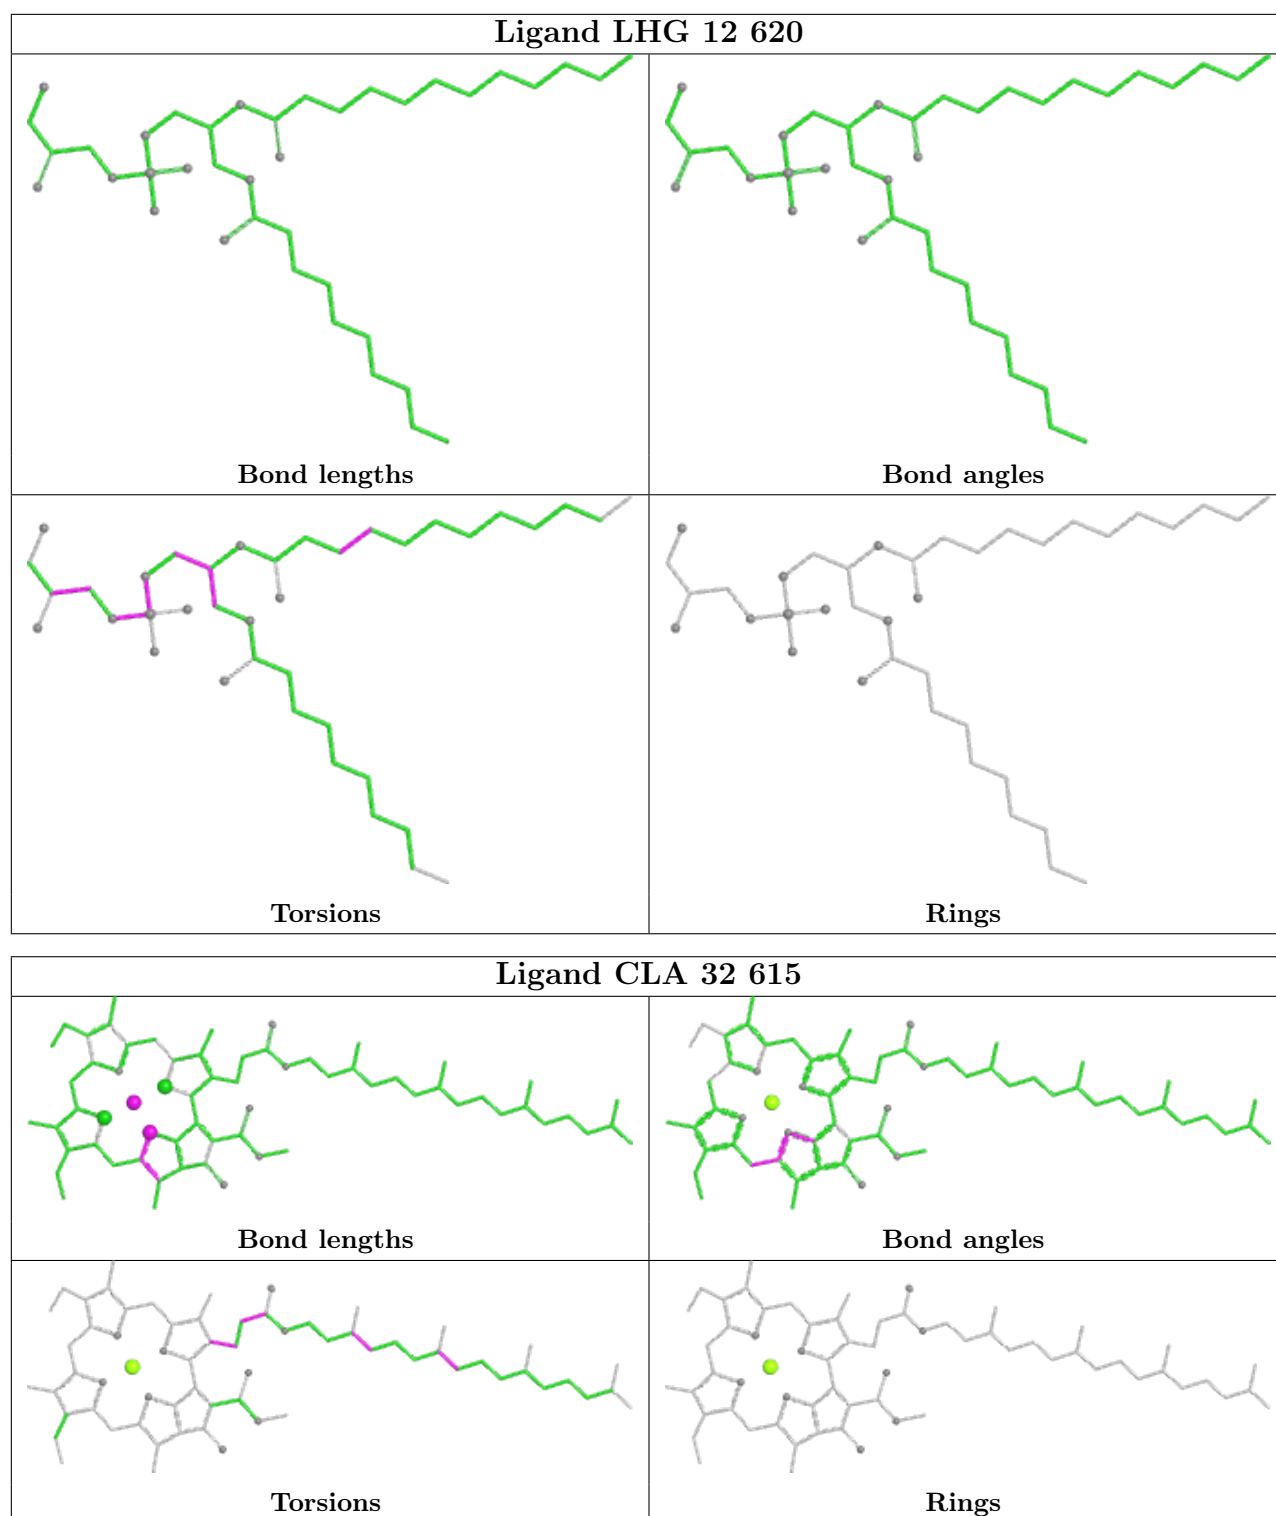 Ligand LHG 12 620
Bond lengths
Bond angles
Torsions
Rings
Ligand CLA 32 615
Bond lengths
Bond angles
Torsions
Rings